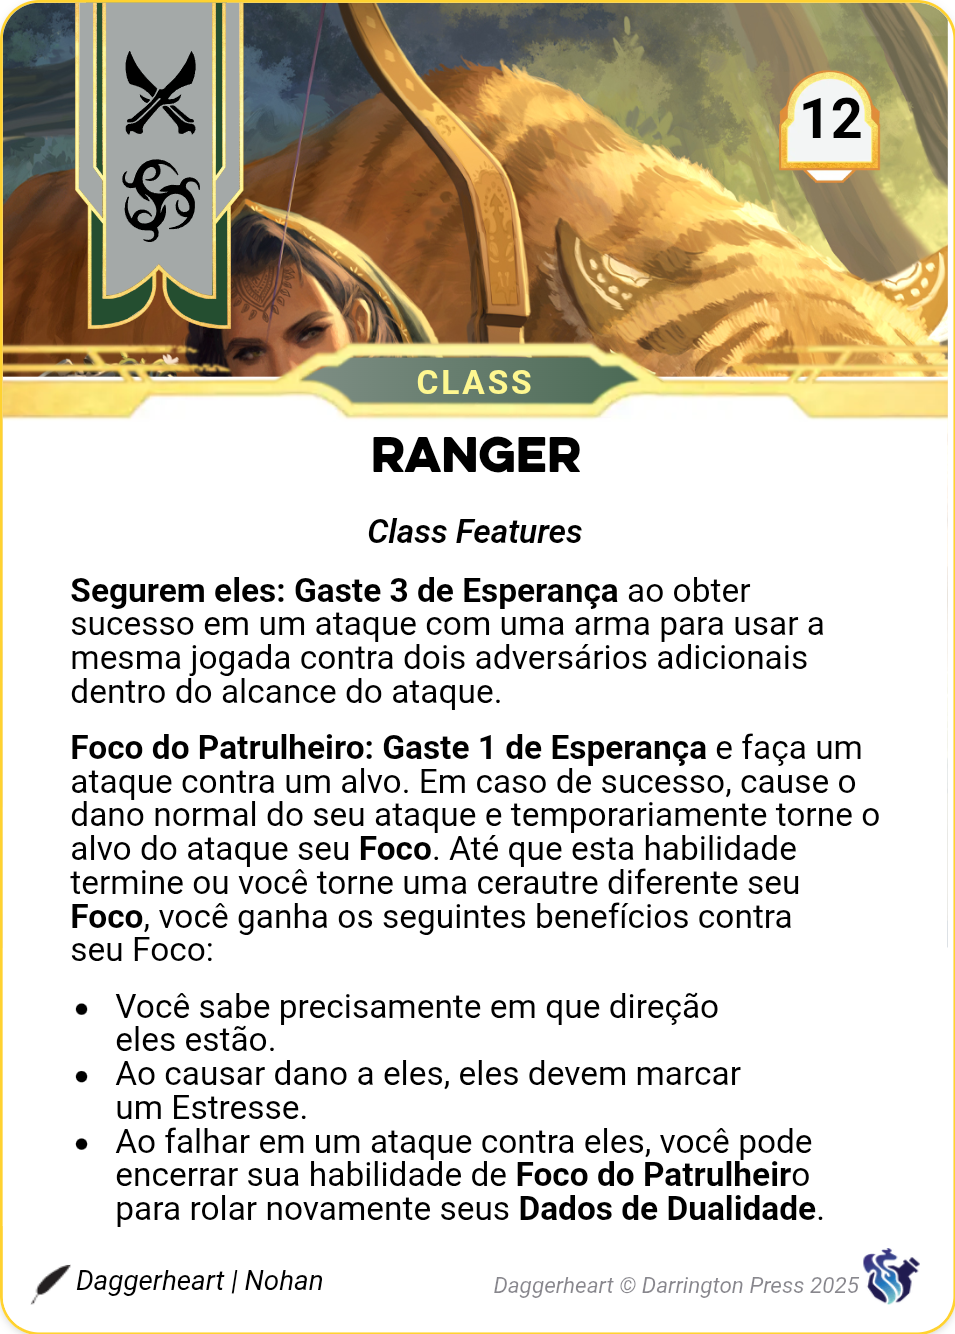 12
CLASS
RANGER
Class Features
Segurem eles: Gaste 3 de Esperança ao obter
sucesso em um ataque com uma arma para usar a
mesma jogada contra dois adversários adicionais
dentro do alcance do ataque.
Foco do Patrulheiro: Gaste 1 de Esperança e faça um
ataque contra um alvo. Em caso de sucesso, cause o
dano normal do seu ataque e temporariamente torne o
alvo do ataque seu Foco. Até que esta habilidade
termine ou você torne uma cerautre diferente seu
Foco, você ganha os seguintes benefícios contra
seu Foco:
• Você sabe precisamente em que direção
eles estão.
• Ao causar dano a eles, eles devem marcar
um Estresse.
• Ao falhar em um ataque contra eles, você pode
encerrar sua habilidade de Foco do Patrulheiro
para rolar novamente seus Dados de Dualidade.
Daggerheart | Nohan
Daggerheart © Darrington Press 2025